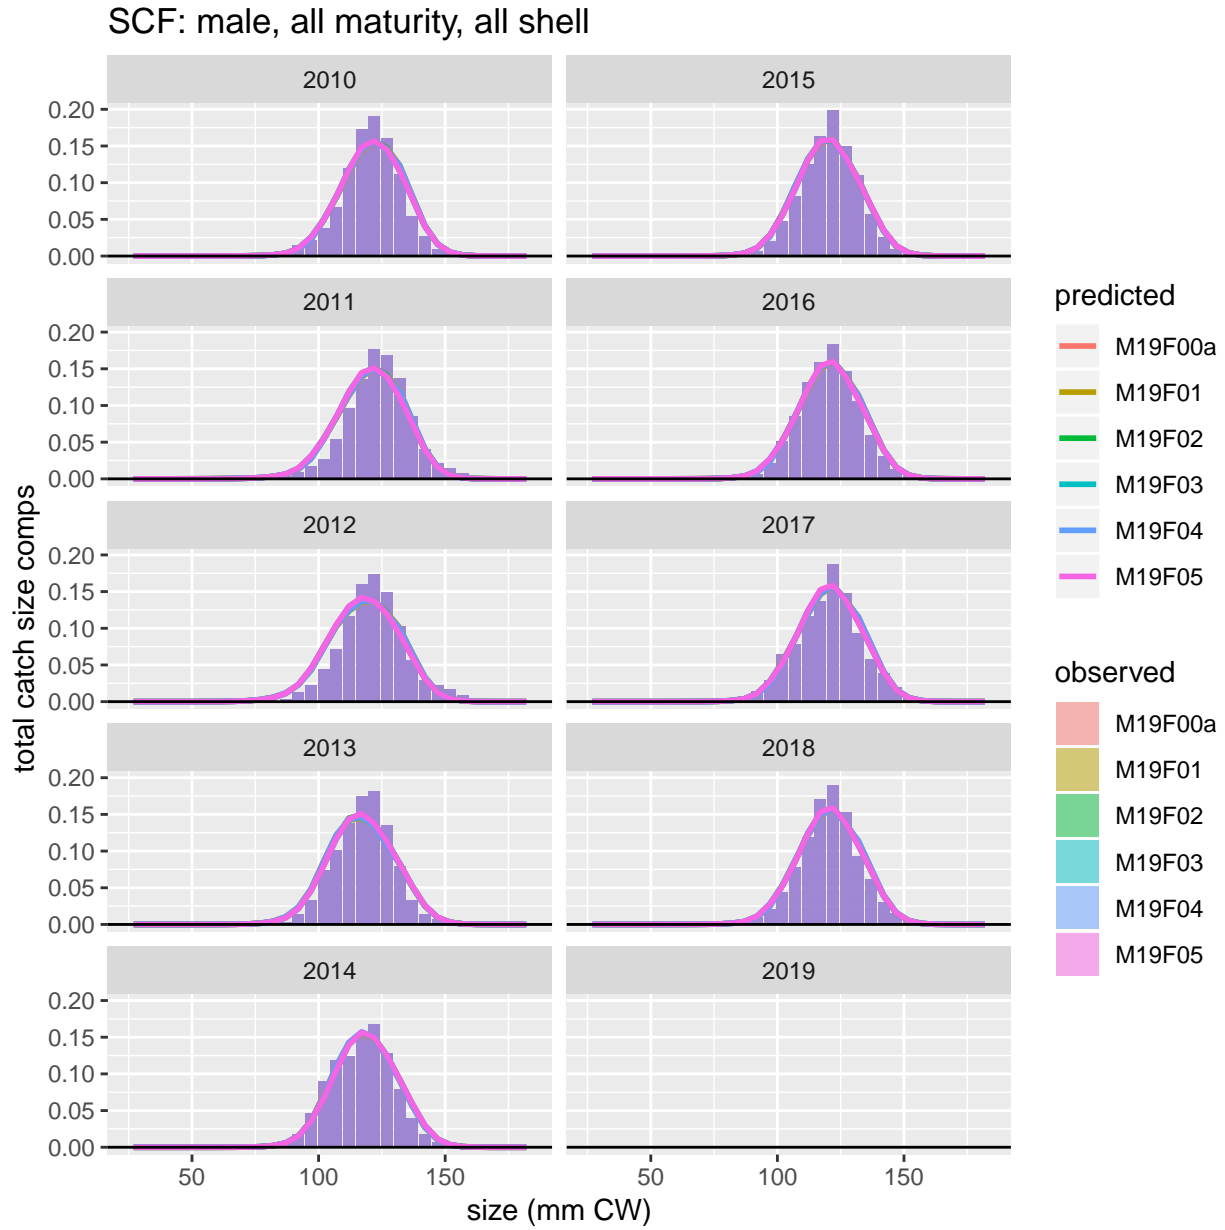 SCF: male, all maturity, all shell
2010
2015
0.20
0.15
0.10
0.05
0.00
2011
2016
0.20
0.15
0.10
0.05
0.00
2012
2017
0.20
0.15
0.10
0.05
0.00
2013
2018
0.20
0.15
0.10
0.05
0.00
2014
2019
0.20
0.15
0.10
0.05
0.00
50
100
150
50
100
150
size (mm CW)
total catch size comps
predicted
M19F00a
M19F01
M19F02
M19F03
M19F04
M19F05
observed
M19F00a
M19F01
M19F02
M19F03
M19F04
M19F05